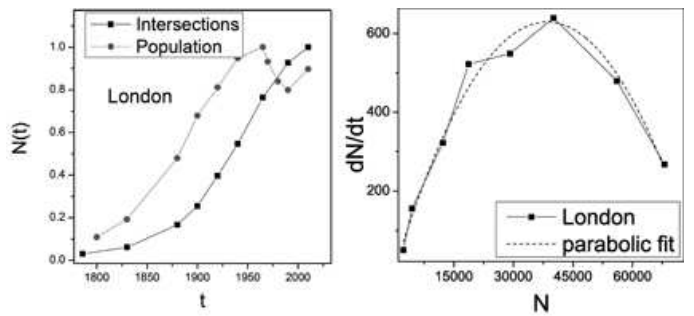 Intersections
Population
London
N(t)
1.0
0.8
0.6
0.4
0.2
0.0
1800
1850
1900
1950
2000
t
dN/dt
600
400
200
London
parabolic fit
15000
30000
45000
60000
N